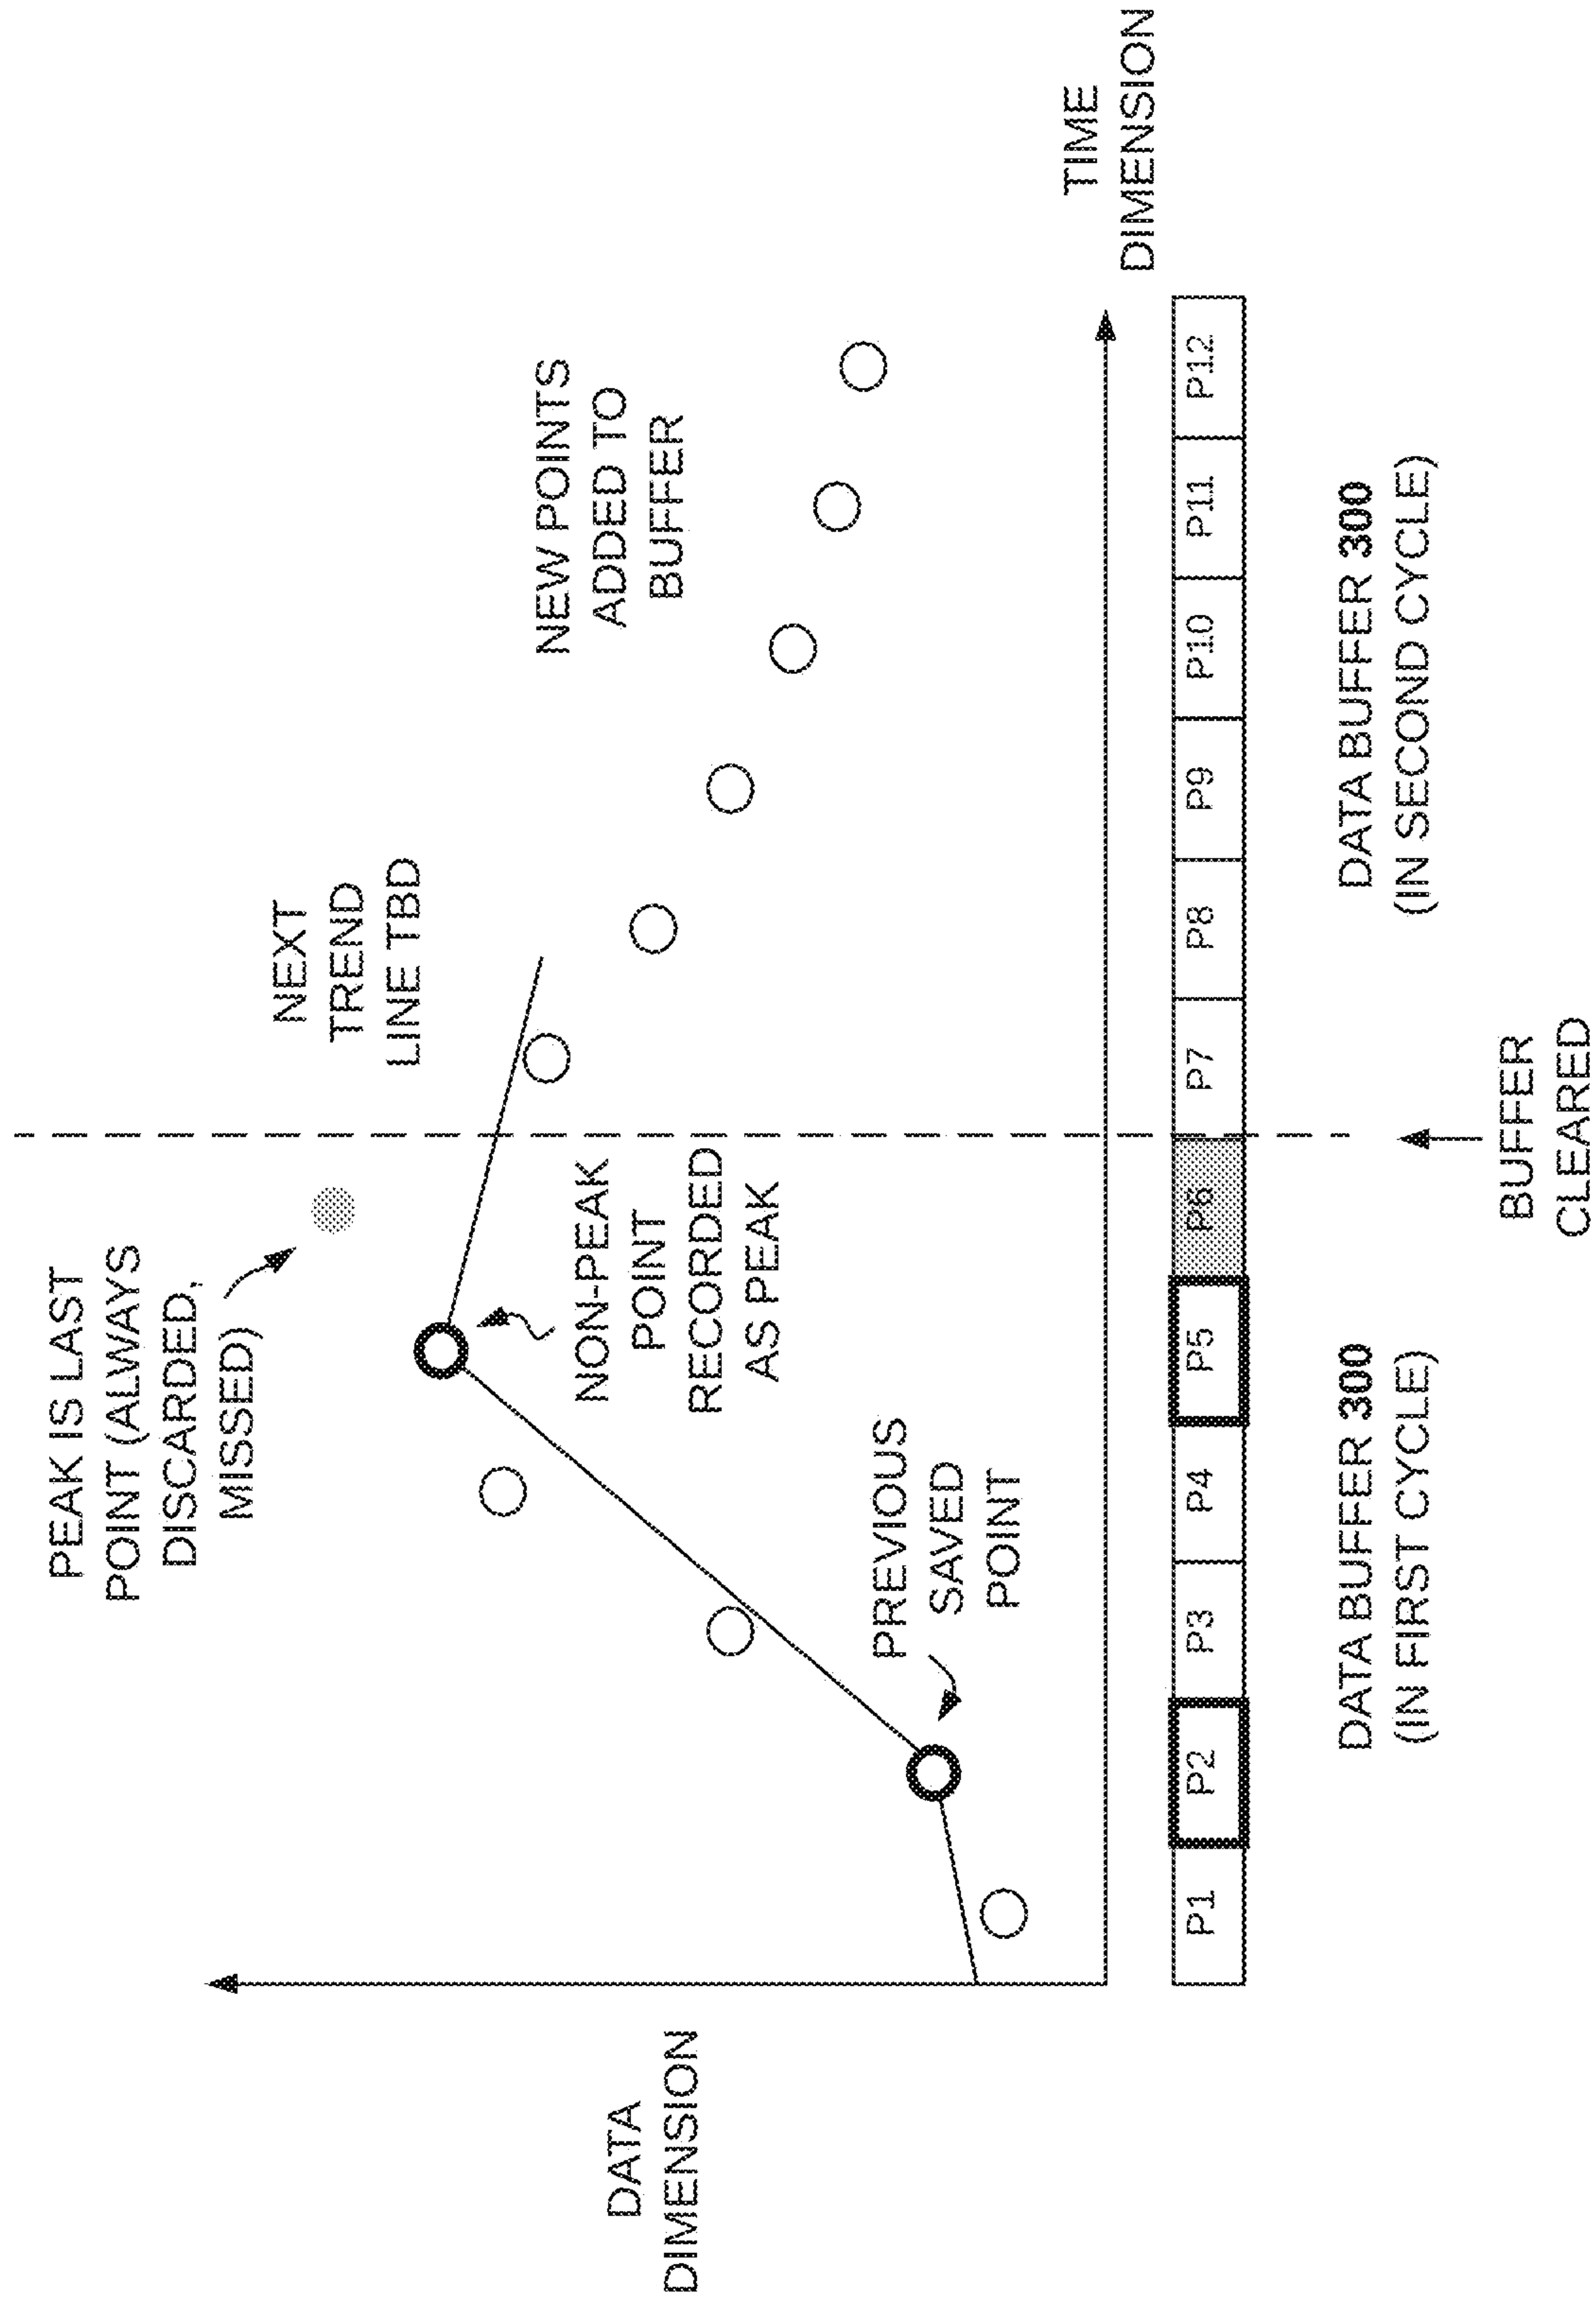 PEAK IS LAST
POINT (ALWAYS
DISCARDED,
MISSED)
NEXT
TREND
LINE TBD
NEW POINTS
ADDED TO
BUFFER
NON-PEAK
POINT
RECORDED
AS PEAK
PREVIOUS
SAVED
POINT
DATA
DIMENSION
TIME
DIMENSION
P1
P2
P3
P4
P5
P6
P7
P8
P9
P10
P11
P12
DATA BUFFER 300
(IN FIRST CYCLE)
DATA BUFFER 300
(IN SECOND CYCLE)
BUFFER
CLEARED